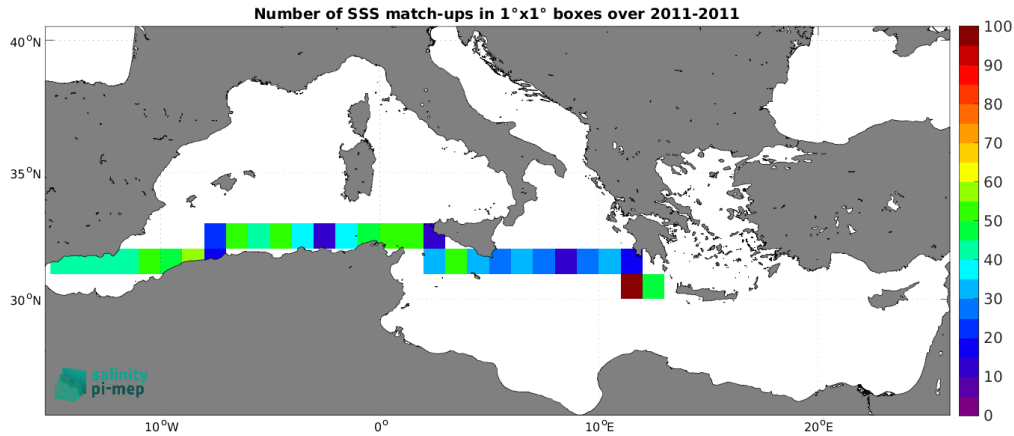 Number of SSS match-ups in 1°x1° boxes over 2011-2011
40°N
35°N
30°N
10°W
0°
10°E
20°E
100
90
80
70
60
50
40
30
20
10
0
salinity
pi-mep